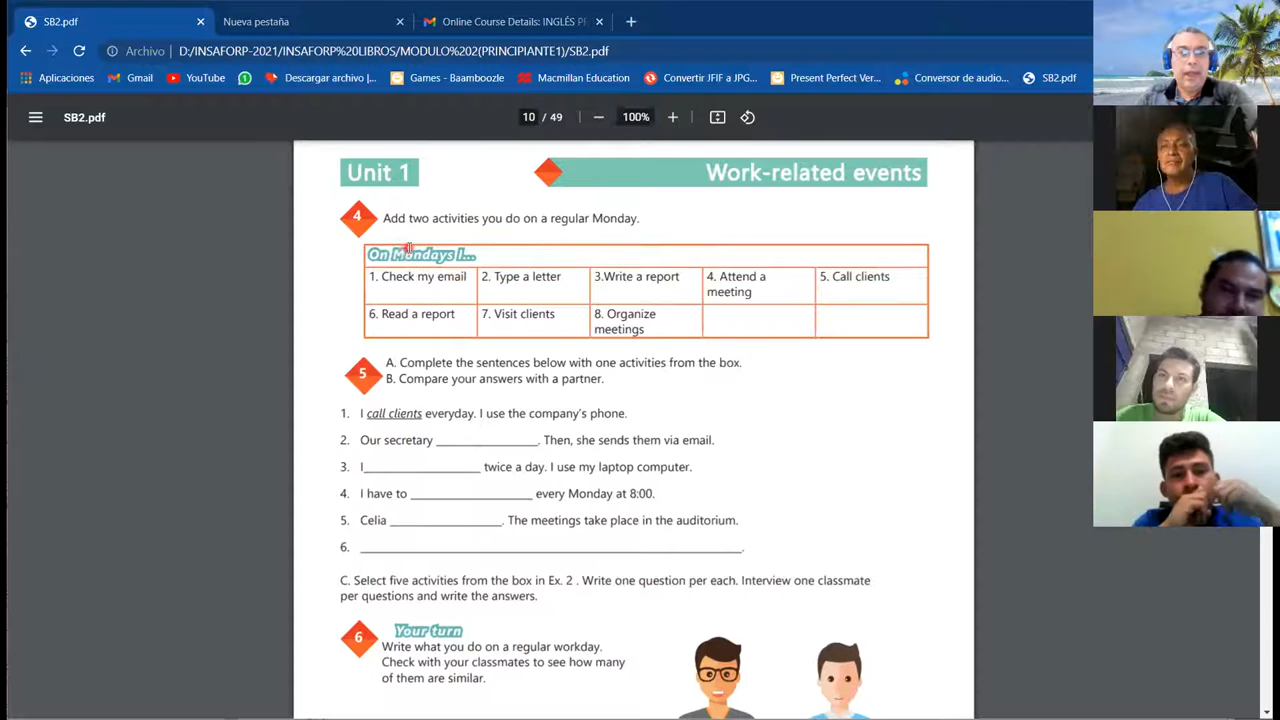 SB2.pdf
Nueva pestaña
Online Course Details: INGLÉS PI
Archivo D:/INSAFORP-2021/INSAFORP%20LIBROS/MODULO%202(PRINCIPIANTE1)/SB2.pdf
Aplicaciones Gmail YouTube Descargar archivo |... Games - Baamboozle Macmillan Education Convertir JFIF a JPG... Present Perfect Ver... Conversor de audio... SB2.pdf
SB2.pdf
10 / 49
100%
Unit 1
Work-related events
4 Add two activities you do on a regular Monday.
On Mondays I...
1. Check my email
2. Type a letter
3.Write a report
4. Attend a
meeting
5. Call clients
6. Read a report
7. Visit clients
8. Organize
meetings
5
A. Complete the sentences below with one activities from the box.
B. Compare your answers with a partner.
1. I call clients everyday. I use the company's phone.
2. Our secretary _______________. Then, she sends them via email.
3. I_________________ twice a day. I use my laptop computer.
4. I have to __________________ every Monday at 8:00.
5. Celia ________________. The meetings take place in the auditorium.
6. ________________________________________________________.
C. Select five activities from the box in Ex. 2 . Write one question per each. Interview one classmate
per questions and write the answers.
6
Your turn
Write what you do on a regular workday.
Check with your classmates to see how many
of them are similar.